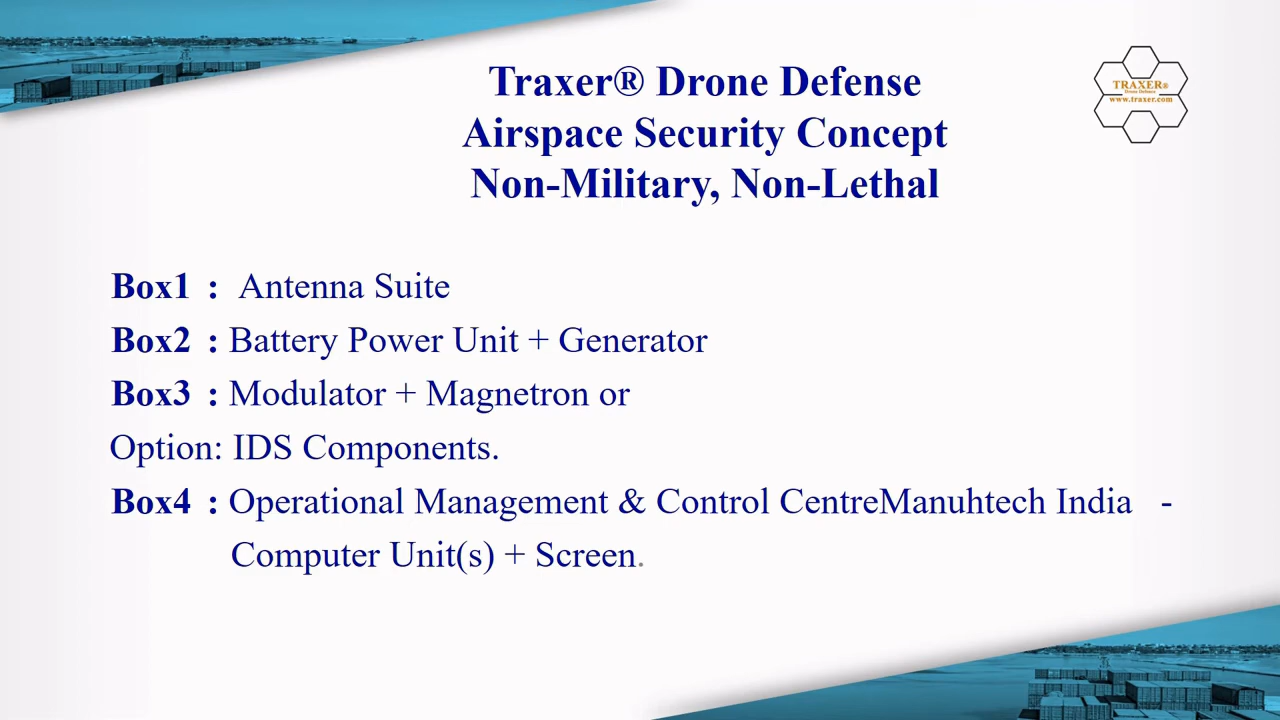 Traxer® Drone Defense
Airspace Security Concept
Non-Military, Non-Lethal
TRAXER®
Drone Defence
www.traxer.com
Box1 : Antenna Suite
Box2 : Battery Power Unit + Generator
Box3 : Modulator + Magnetron or
Option: IDS Components.
Box4 : Operational Management & Control CentreManuhtech India -
Computer Unit(s) + Screen.